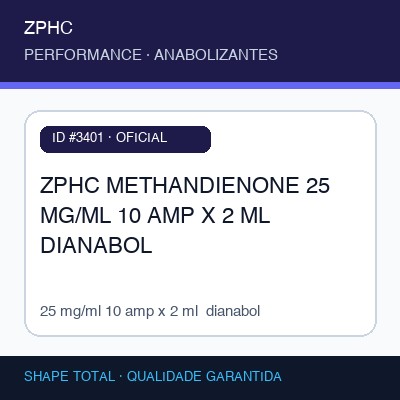 ZPHC
PERFORMANCE · ANABOLIZANTES
ID #3401 · OFICIAL
ZPHC METHANDIENONE 25
MG/ML 10 AMP X 2 ML
DIANABOL
25 mg/ml 10 amp x 2 ml  dianabol
SHAPE TOTAL · QUALIDADE GARANTIDA